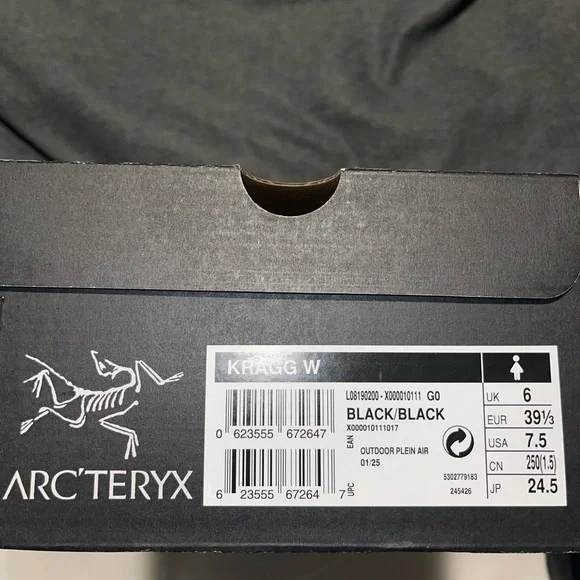 KRAGG W
L08190200 - X000010111 GO
BLACK/BLACK
X000010111017
0 623555 672647
EAN
OUTDOOR PLEIN AIR
01/25
6 23555 67264 7
UPC
5302779183
245426
UK 6
EUR 39⅓
USA 7.5
CN 250(1.5)
JP 24.5
ARC'TERYX